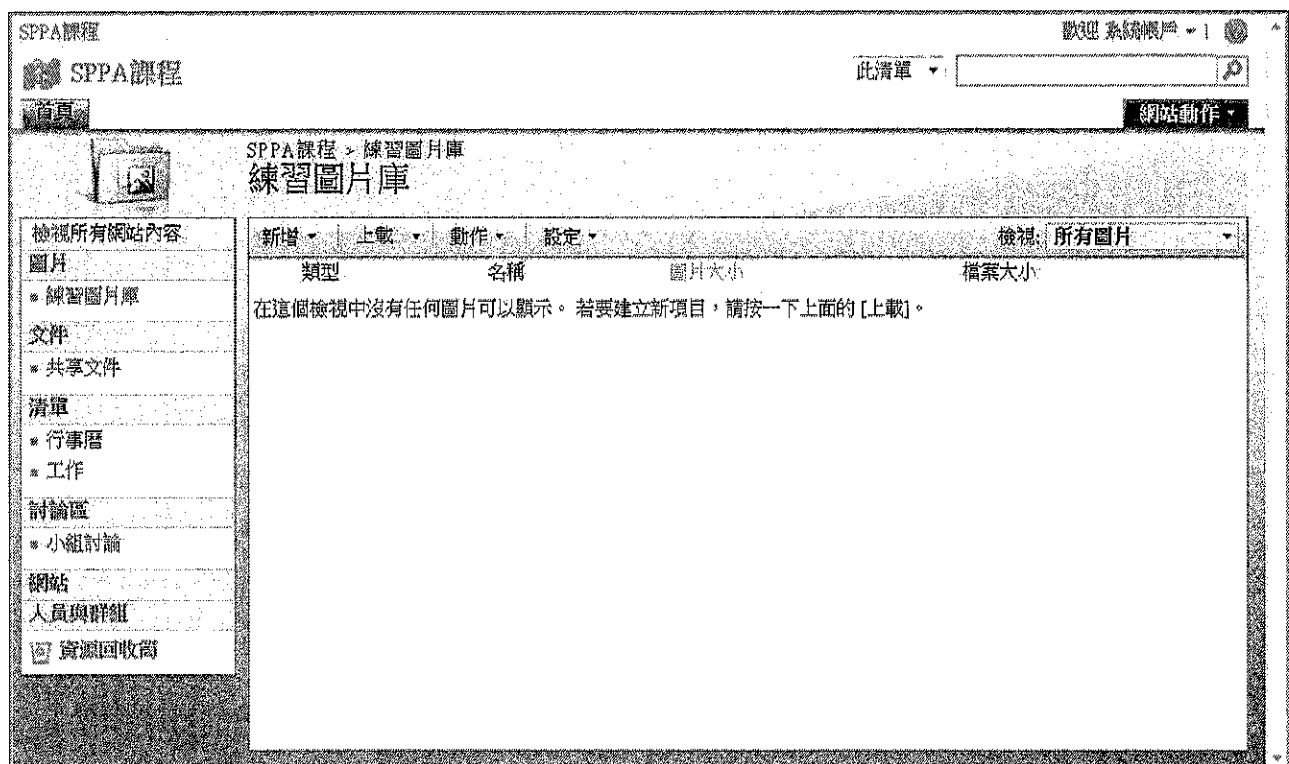 SPPA課程 歡迎 系統帳戶
SPPA課程 此清單
首頁 網站動作
SPPA課程 > 練習圖片庫
練習圖片庫
檢視所有網站內容
圖片
練習圖片庫
文件
共享文件
清單
行事曆
工作
討論區
小組討論
網站
人員與群組
資源回收筒
新增 上載 動作 設定 檢視: 所有圖片
類型 名稱 圖片大小 檔案大小
在這個檢視中沒有任何圖片可以顯示。 若要建立新項目，請按一下上面的 [上載]。